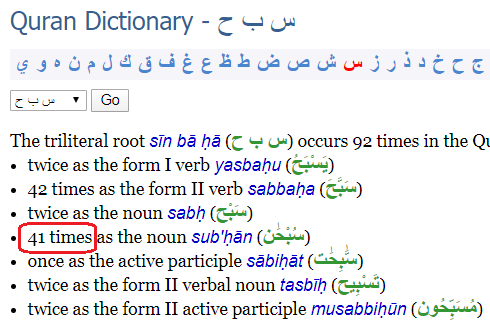 Quran Dictionary - س ب ح
ج ح خ د ذ ر ز س ش ص ض ط ظ ع غ ف ق ك ل م ن ه و ي
س ب ح Go
The triliteral root sīn bā ḥā (س ب ح) occurs 92 times in the Qu
• twice as the form I verb yasbaḥu (يَسْبَحُ)
• 42 times as the form II verb sabbaḥa (سَبَّحَ)
• twice as the noun sabḥ (سَبْح)
• 41 times as the noun sub'ḥān (سُبْحَٰن)
• once as the active participle sābiḥāt (سَّٰبِحَٰت)
• twice as the form II verbal noun tasbīḥ (تَسْبِيح)
• twice as the form II active participle musabbiḥūn (مُسَبِّحُون)